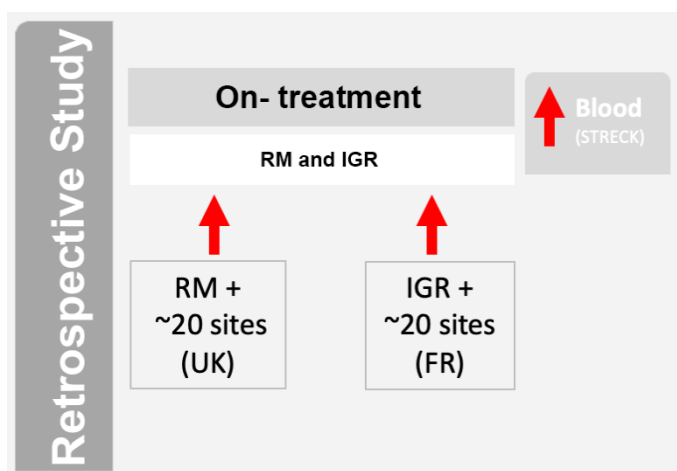 Retrospective Study
On- treatment
RM and IGR
Blood
(STRECK)
RM +
~20 sites
(UK)
IGR +
~20 sites
(FR)